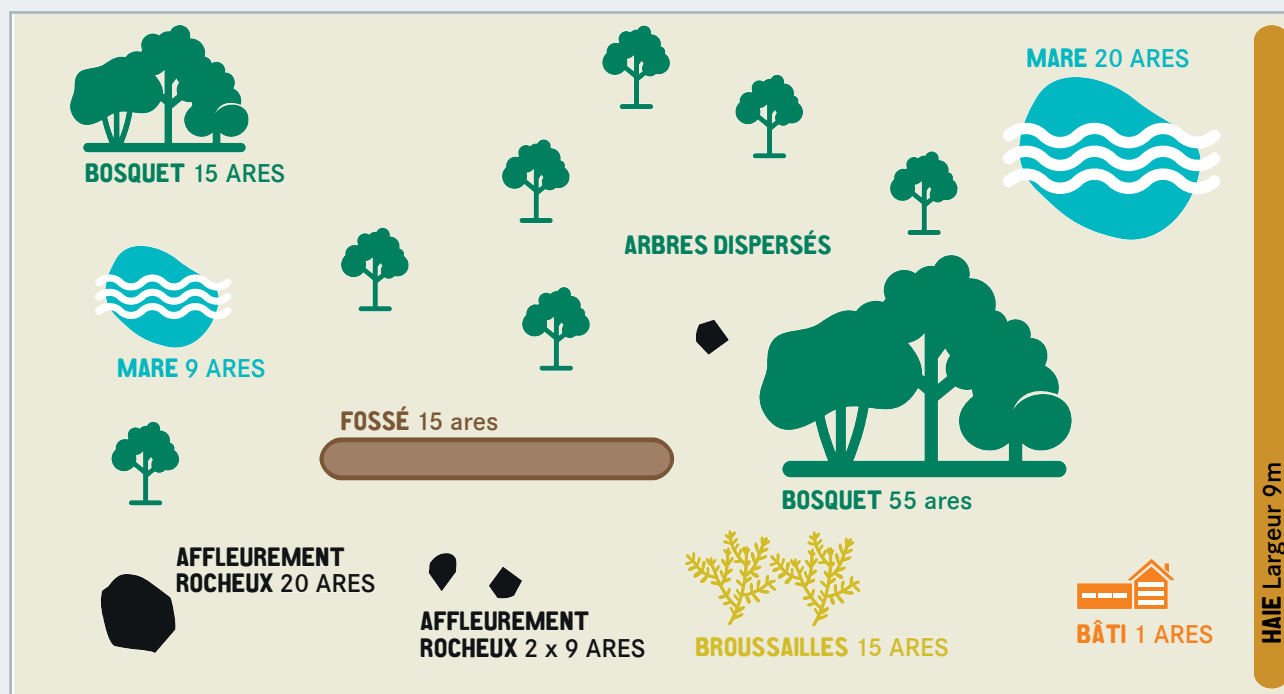 MARE 20 ARES
BOSQUET 15 ARES
ARBRES DISPERSÉS
MARE 9 ARES
FOSSÉ 15 ares
BOSQUET 55 ares
AFFLEUREMENT
ROCHEUX 20 ARES
AFFLEUREMENT
ROCHEUX 2 x 9 ARES
BROUSSAILLES 15 ARES
BÂTI 1 ARES
HAIE Largeur 9m